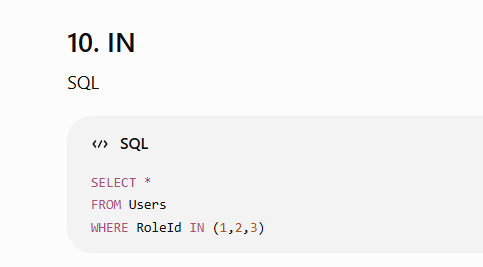 10. IN
SQL
SQL
SELECT *
FROM Users
WHERE RoleId IN (1,2,3)